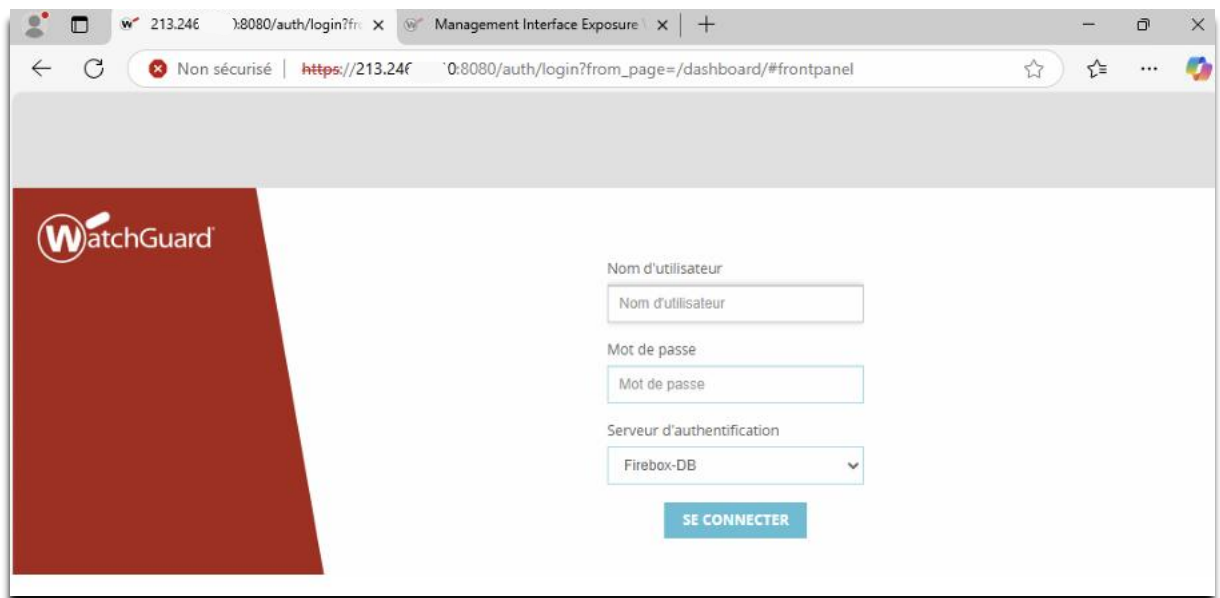 213.246 ):8080/auth/login?fro
Management Interface Exposure
Non sécurisé
https://213.246 0:8080/auth/login?from_page=/dashboard/#frontpanel
WatchGuard
Nom d'utilisateur
Nom d'utilisateur
Mot de passe
Mot de passe
Serveur d'authentification
Firebox-DB
SE CONNECTER